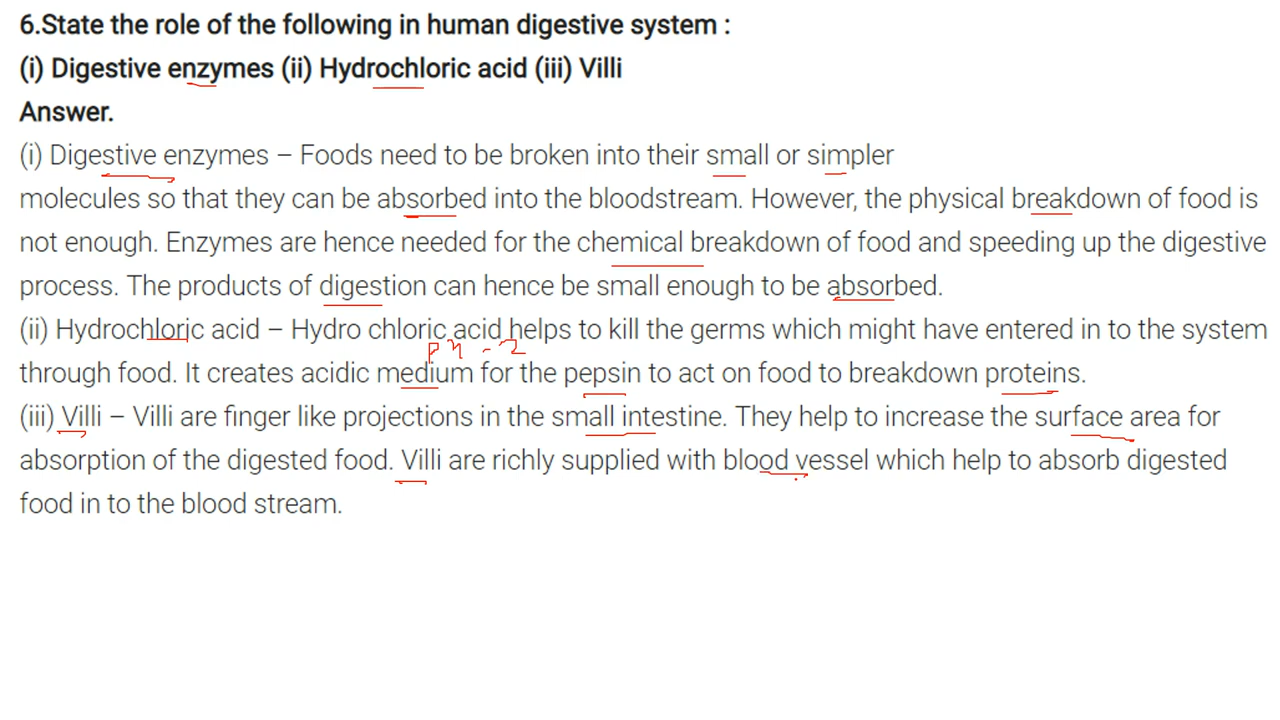 6.State the role of the following in human digestive system :
(i) Digestive enzymes (ii) Hydrochloric acid (iii) Villi
Answer.
(i) Digestive enzymes – Foods need to be broken into their small or simpler
molecules so that they can be absorbed into the bloodstream. However, the physical breakdown of food is
not enough. Enzymes are hence needed for the chemical breakdown of food and speeding up the digestive
process. The products of digestion can hence be small enough to be absorbed.
(ii) Hydrochloric acid – Hydro chloric acid helps to kill the germs which might have entered in to the system
PH - 2
through food. It creates acidic medium for the pepsin to act on food to breakdown proteins.
(iii) Villi – Villi are finger like projections in the small intestine. They help to increase the surface area for
absorption of the digested food. Villi are richly supplied with blood vessel which help to absorb digested
food in to the blood stream.